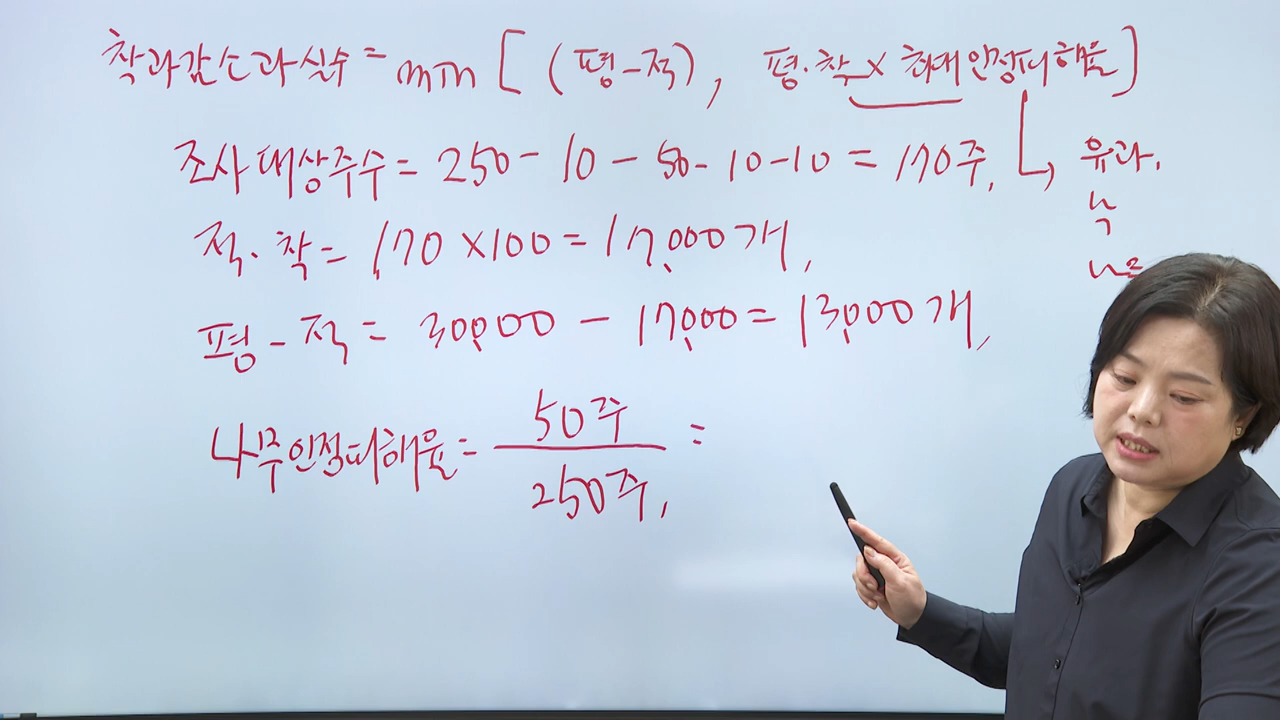 착과감소과실수 = min [ (평-적), 평·착 × 최대인정피해율 ]
조사대상주수 = 250 - 10 - 50 - 10 - 10 = 170주,
유과,
적·착 = 170 × 100 = 17,000개,
낙
평 - 적 = 30,000 - 17,000 = 13,000개,
나무인정피해율 = 50주 / 250주, =